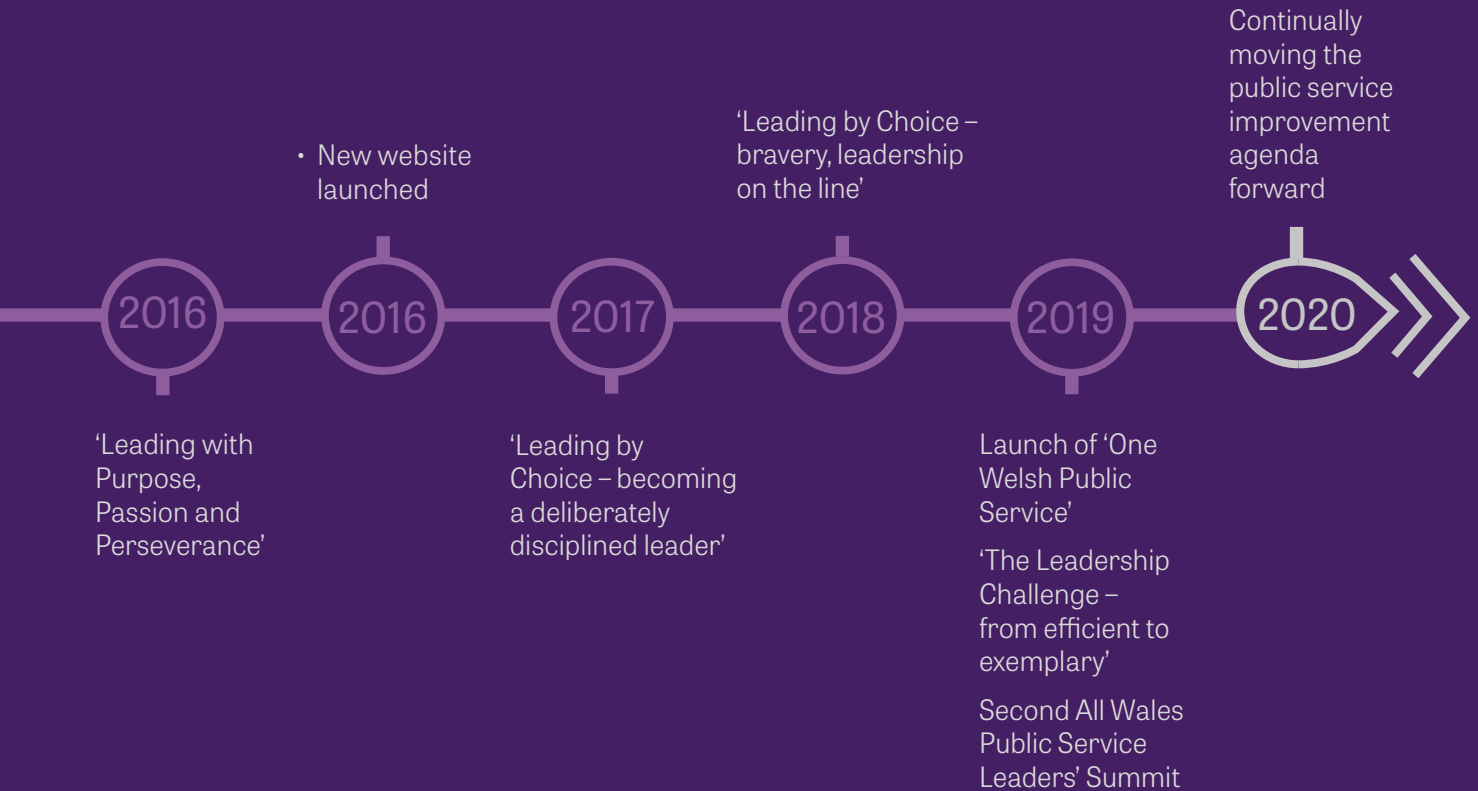 2016
'Leading with
Purpose,
Passion and
Perseverance'
• New website
launched
2016
2017
'Leading by
Choice – becoming
a deliberately
disciplined leader'
‘Leading by Choice –
bravery, leadership
on the line’
2018
2019
Launch of ‘One
Welsh Public
Service’
‘The Leadership
Challenge –
from efficient to
exemplary’
Second All Wales
Public Service
Leaders’ Summit
Continually
moving the
public service
improvement
agenda
forward
2020